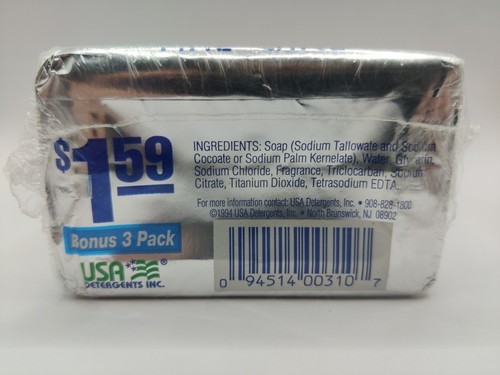 $1.59
Bonus 3 Pack
USA®
DETERGENTS INC.
INGREDIENTS: Soap (Sodium Tallowate and Sodium
Cocoate or Sodium Palm Kernelate), Water, Glycerin,
Sodium Chloride, Fragrance, Triclocarban, Sodium
Citrate, Titanium Dioxide, Tetrasodium EDTA.
For more information contact: USA Detergents, Inc. • 908-828-1800
©1994 USA Detergents, Inc. • North Brunswick, NJ 08902
0 94514 00310 7